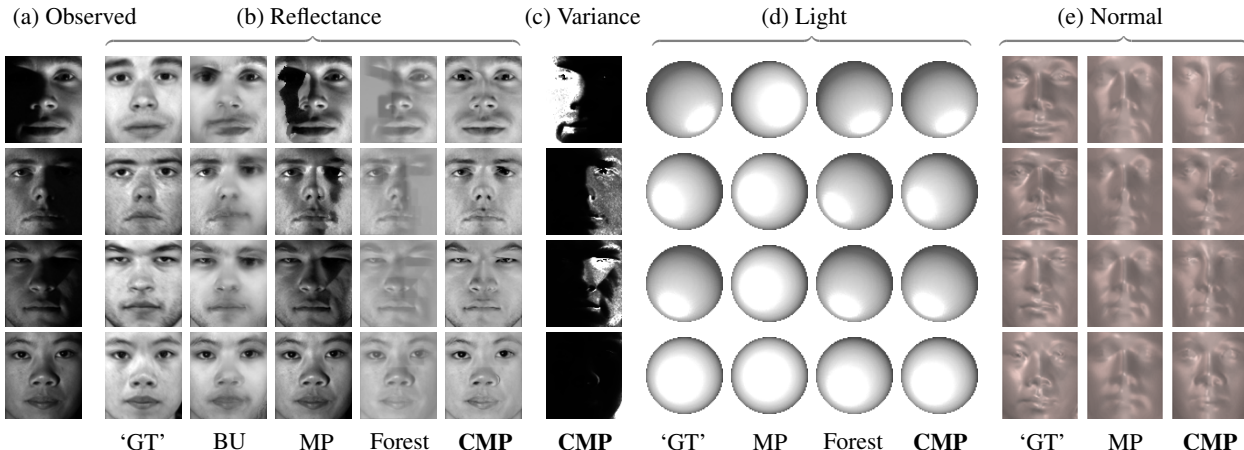 (a) Observed (b) Reflectance (c) Variance (d) Light (e) Normal
‘GT’ BU MP Forest CMP CMP ‘GT’ MP Forest CMP ‘GT’ MP CMP